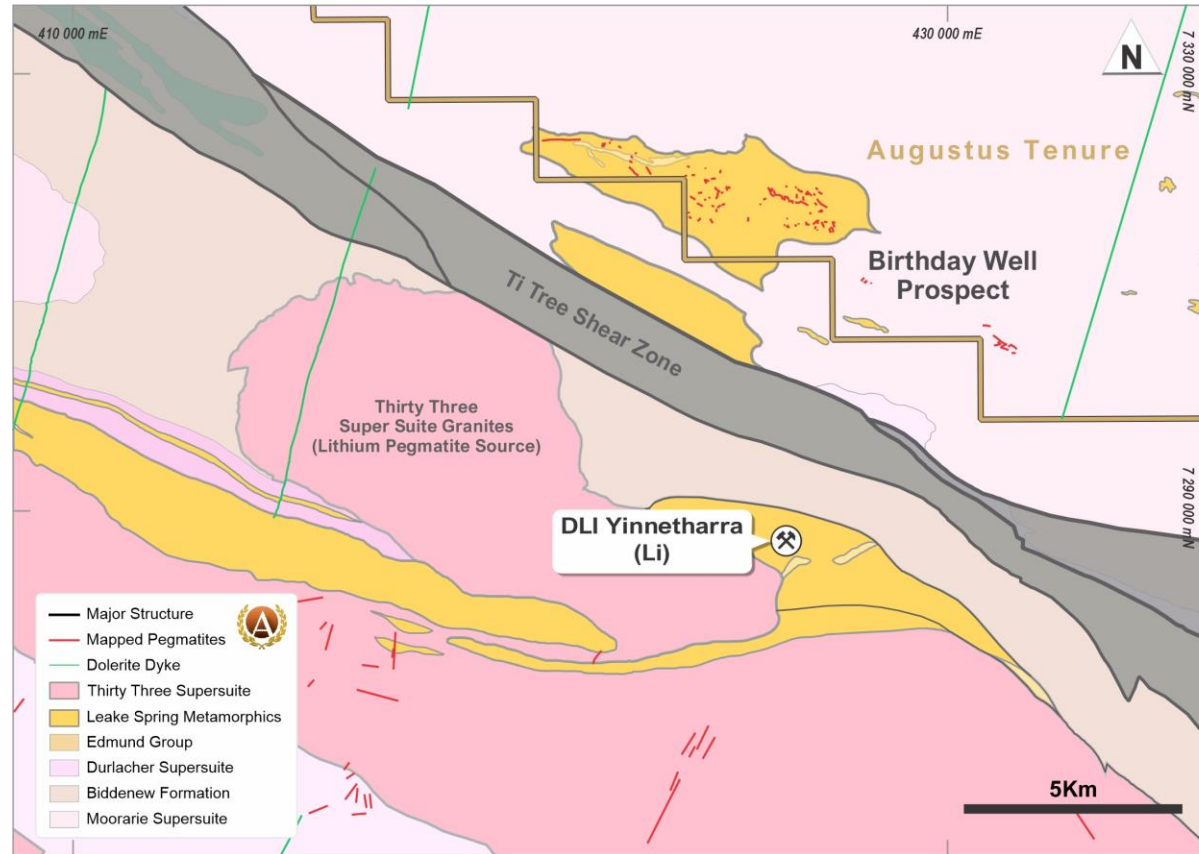 410 000 mE
430 000 mE
N
7 330 000 mN
Augustus Tenure
Birthday Well
Prospect
Ti Tree Shear Zone
Thirty Three
Super Suite Granites
(Lithium Pegmatite Source)
7 290 000 mN
DLI Yinnetharra
(Li)
Major Structure
A
Mapped Pegmatites
Dolerite Dyke
Thirty Three Supersuite
Leake Spring Metamorphics
Edmund Group
Durlacher Supersuite
Biddenew Formation
Moorarie Supersuite
5Km